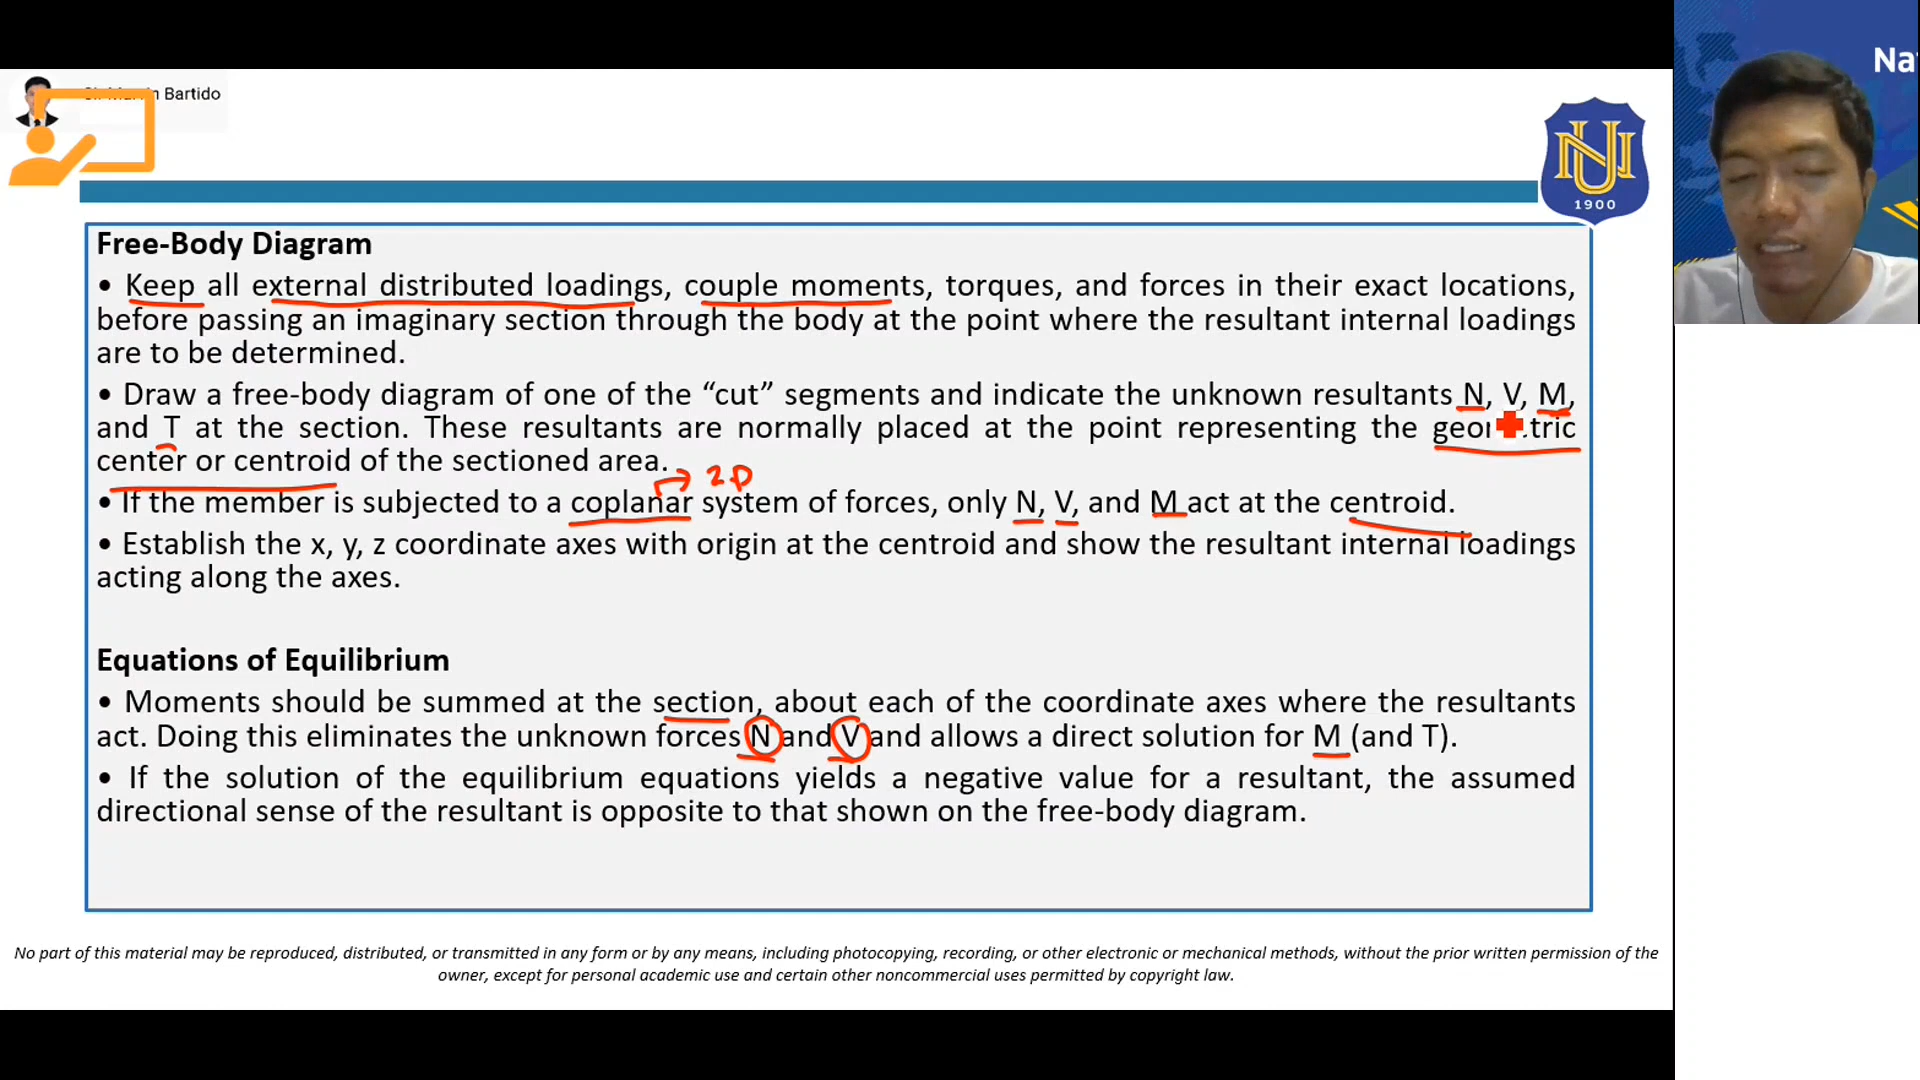 Na
Bartido
NU
1900
Free-Body Diagram
• Keep all external distributed loadings, couple moments, torques, and forces in their exact locations,
before passing an imaginary section through the body at the point where the resultant internal loadings
are to be determined.
• Draw a free-body diagram of one of the “cut” segments and indicate the unknown resultants N, V, M,
and T at the section. These resultants are normally placed at the point representing the
center or centroid of the sectioned area.
2D
• If the member is subjected to a coplanar system of forces, only N, V, and M act at the centroid.
• Establish the x, y, z coordinate axes with origin at the centroid and show the resultant internal loadings
acting along the axes.
Equations of Equilibrium
• Moments should be summed at the section, about each of the coordinate axes where the resultants
act. Doing this eliminates the unknown forces N and V and allows a direct solution for M (and T).
• If the solution of the equilibrium equations yields a negative value for a resultant, the assumed
directional sense of the resultant is opposite to that shown on the free-body diagram.
No part of this material may be reproduced, distributed, or transmitted in any form or by any means, including photocopying, recording, or other electronic or mechanical methods, without the prior written permission of the
owner, except for personal academic use and certain other noncommercial uses permitted by copyright law.